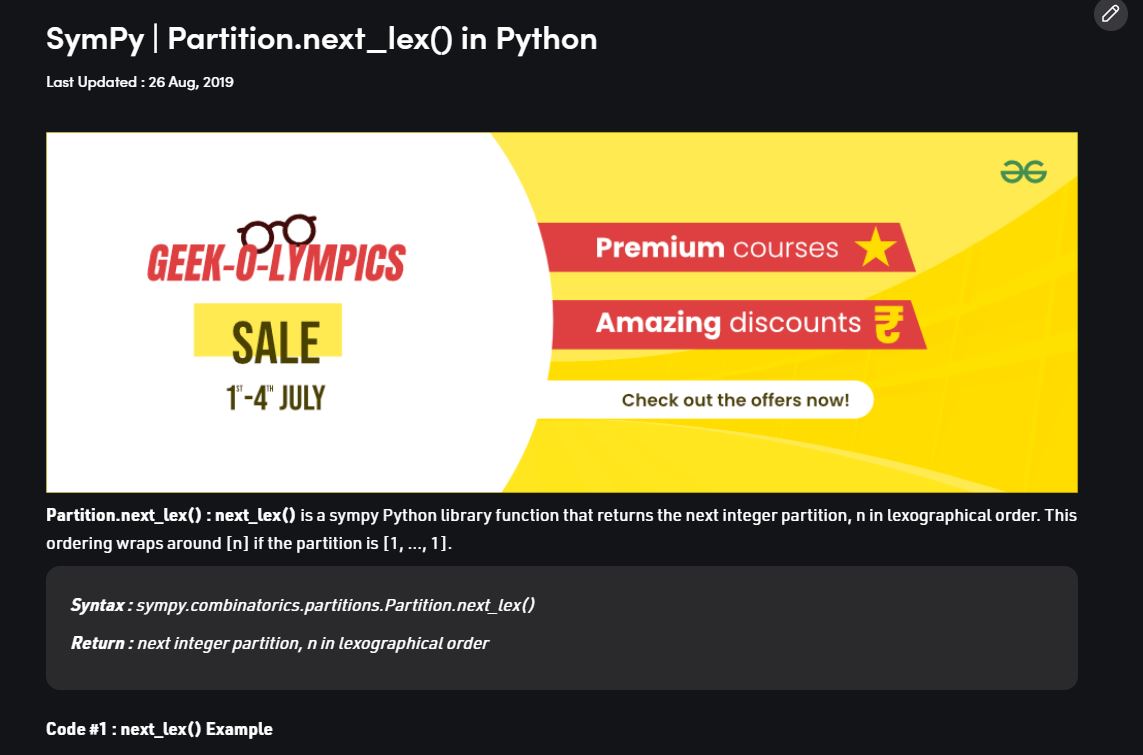 SymPy | Partition.next_lex() in Python
Last Updated : 26 Aug, 2019
GEEK-O-LYMPICS
SALE
1ST-4TH JULY
Premium courses
Amazing discounts ₹
Check out the offers now!
Partition.next_lex() : next_lex() is a sympy Python library function that returns the next integer partition, n in lexographical order. This
ordering wraps around [n] if the partition is [1, ..., 1].
Syntax : sympy.combinatorics.partitions.Partition.next_lex()
Return : next integer partition, n in lexographical order
Code #1 : next_lex() Example